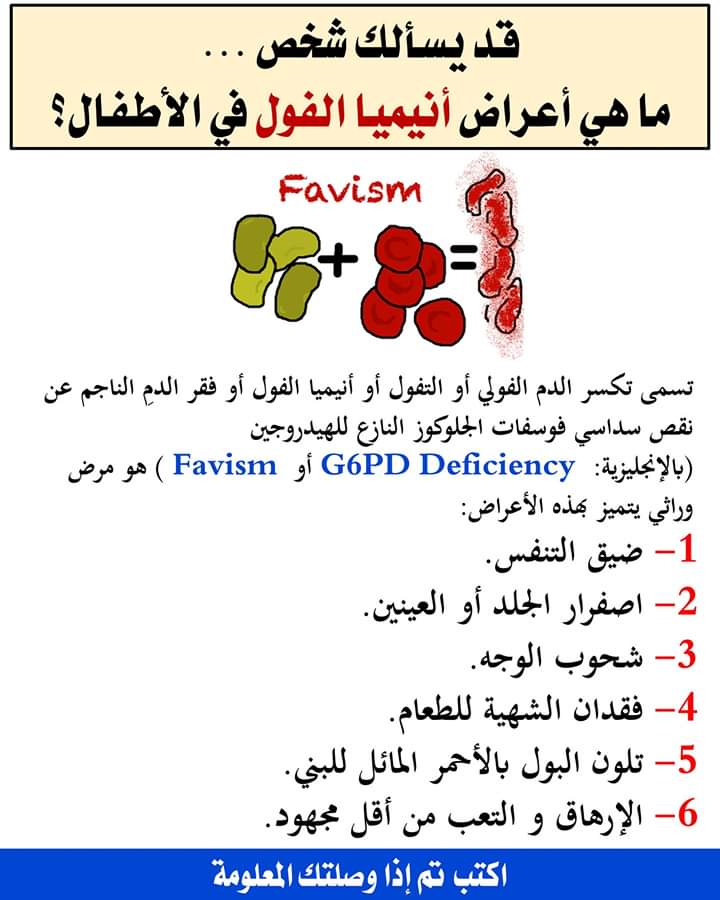 قد يسألك شخص ...
ما هي أعراض أنيميا الفول في الأطفال؟
Favism
+ =
تسمى تكسر الدم الفولي أو التفول أو أنيميا الفول أو فقر الدمِ الناجم عن
نقص سداسي فوسفات الجلوكوز النازع للهيدروجين
(بالإنجليزية: G6PD Deficiency أو Favism ) هو مرض
وراثي يتميز بهذه الأعراض:
1- ضيق التنفس.
2- اصفرار الجلد أو العينين.
3- شحوب الوجه.
4- فقدان الشهية للطعام.
5- تلون البول بالأحمر المائل للبني.
6- الإرهاق و التعب من أقل مجهود.
اكتب تم إذا وصلتك المعلومة